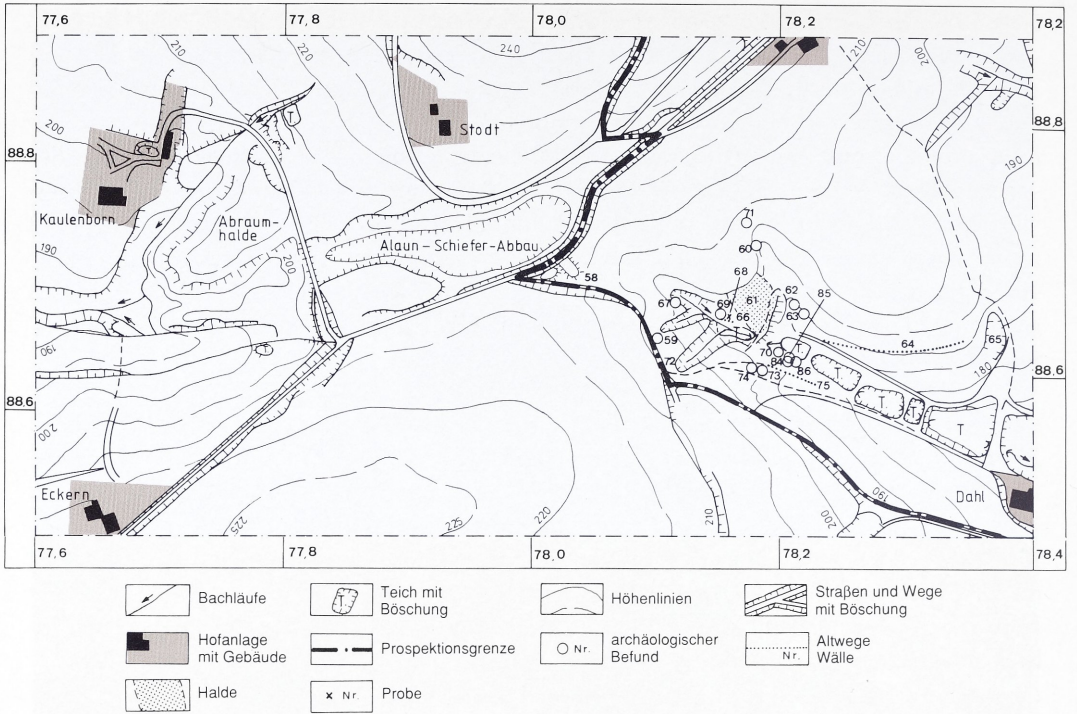 77,6 77,8 78,0 78,2 78,2
210 220 240 210 200
T
Stodt
200
T
88.8 88.8
190
Kaulenborn
Abraum-
halde
71
Alaun-Schiefer-Abbau
190
60
200
58
68
62 85
67 69 61
66 63
T
59
T
64 65
190
T
70
84
T
72
86
180
88.6
74 73 75
T
T
88.6
T
200
Eckern
190
Dahl
225 225 220 210 200
77,6 77,8 78,0 78,2 78,4
Bachläufe
T
Teich mit
Böschung
Höhenlinien
Straßen und Wege
mit Böschung
Hofanlage
mit Gebäude
Prospektionsgrenze
Nr.
archäologischer
Befund
Nr.
Altwege
Wälle
Halde
x Nr.
Probe